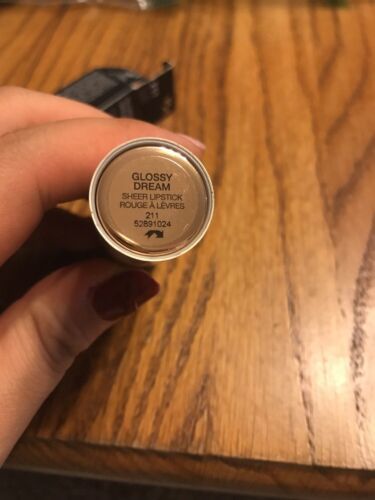 GLOSSY
DREAM
SHEER LIPSTICK
ROUGE À LÈVRES
211
52891024